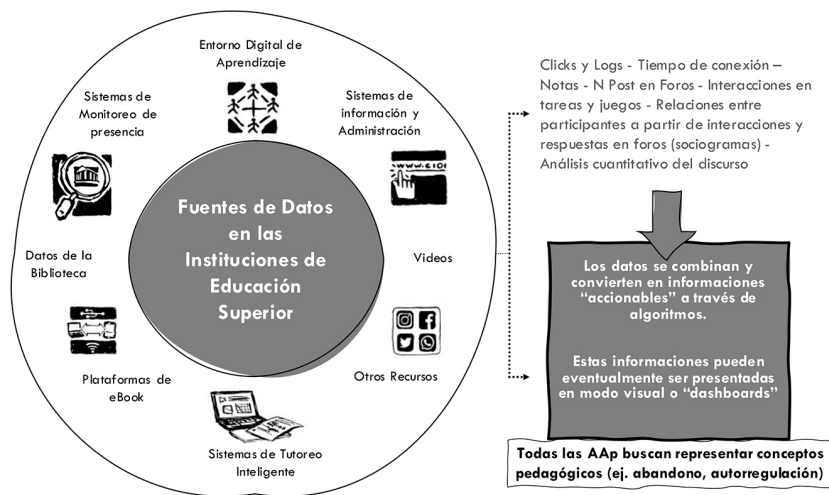 Entorno Digital de
Aprendizaje
Sistemas de
Monitoreo de
presencia
Sistemas de
información y
Administración
www.c10
Fuentes de Datos
en las
Instituciones de
Educación
Superior
Datos de la
Biblioteca
Videos
Plataformas de
eBook
Otros Recursos
Sistemas de Tutoreo
Inteligente
Clicks y Logs - Tiempo de conexión –
Notas - N Post en Foros - Interacciones en
tareas y juegos - Relaciones entre
participantes a partir de interacciones y
respuestas en foros (sociogramas) -
Análisis cuantitativo del discurso
Los datos se combinan y
convierten en informaciones
“accionables” a través de
algoritmos.
Estas informaciones pueden
eventualmente ser presentadas
en modo visual o “dashboards”
Todas las AAp buscan representar conceptos
pedagógicos (ej. abandono, autorregulación)